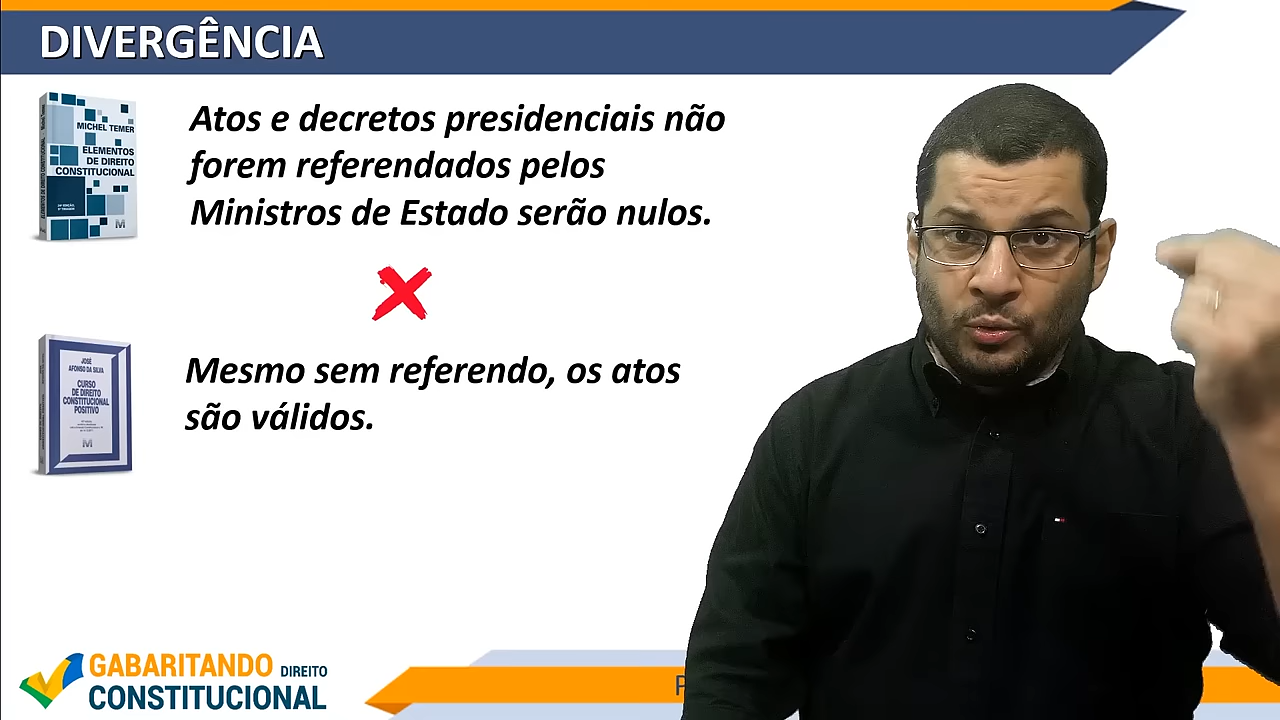 DIVERGÊNCIA
MICHEL TEMER
ELEMENTOS
DE DIREITO
CONSTITUCIONAL
Atos e decretos presidenciais não
forem referendados pelos
Ministros de Estado serão nulos.
JOSÉ
AFONSO DA SILVA
CURSO
DE DIREITO
CONSTITUCIONAL
POSITIVO
Mesmo sem referendo, os atos
são válidos.
GABARITANDO DIREITO
CONSTITUCIONAL
P